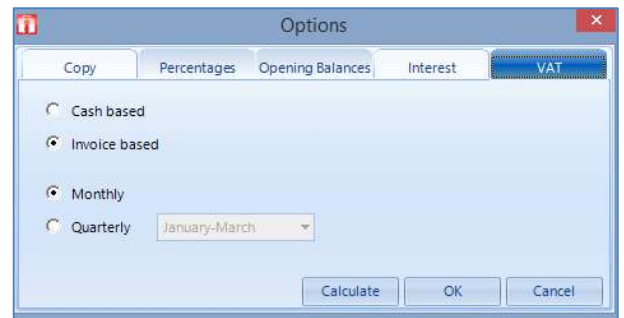 Options
Copy Percentages Opening Balances Interest VAT
Cash based
Invoice based
Monthly
Quarterly January-March
Calculate OK Cancel